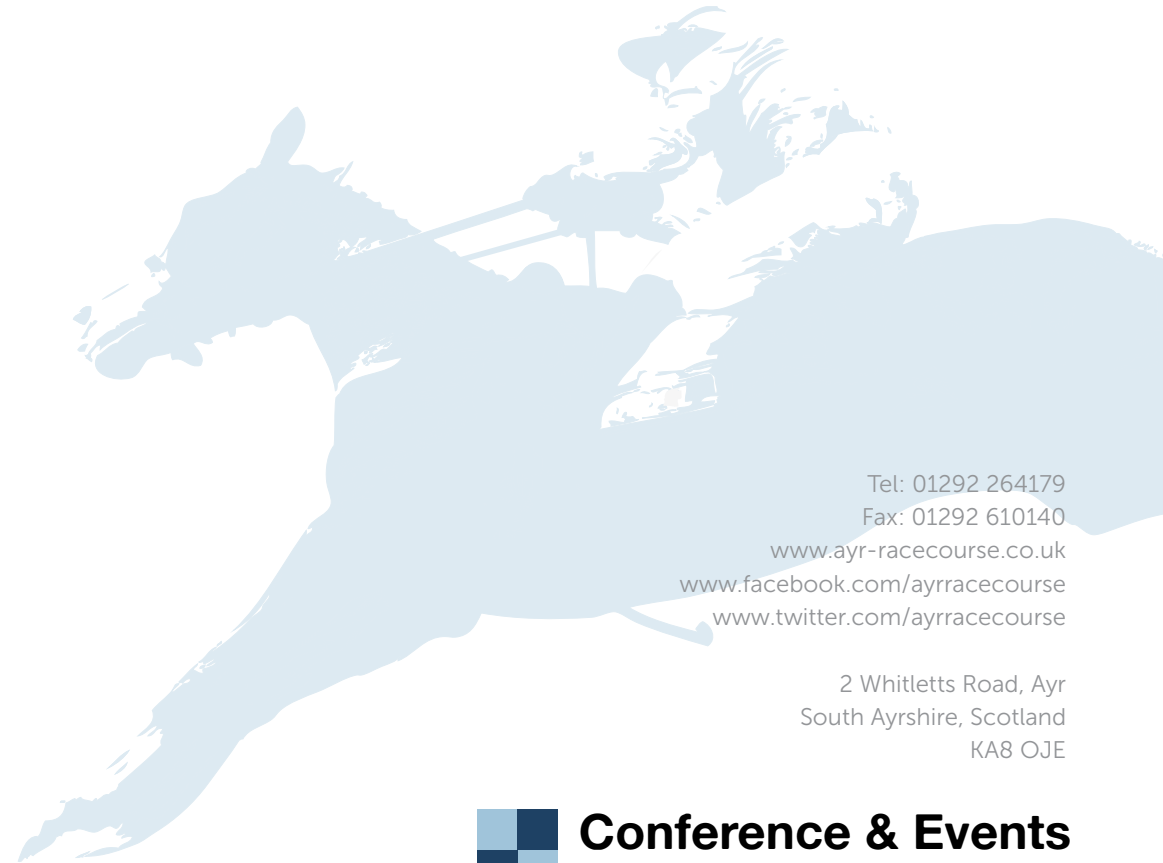 Tel: 01292 264179
Fax: 01292 610140
www.ayr-racecourse.co.uk
www.facebook.com/ayrracecourse
www.twitter.com/ayrracecourse
2 Whitletts Road, Ayr
South Ayrshire, Scotland
KA8 OJE
Conference & Events